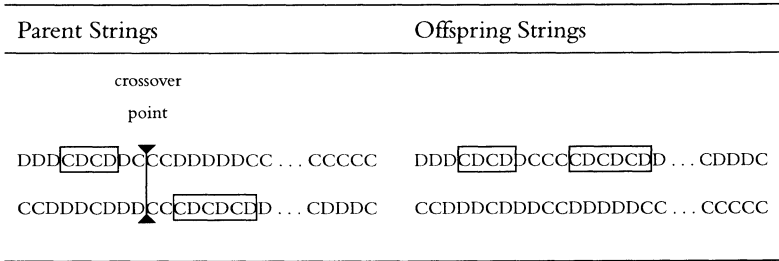 Parent Strings Offspring Strings
crossover
point
DDDCDCDDCCCDDDDDCC ... CCCCC DDDCDCDDCCCCDCDCDD ... CDDDC
CCDDDCDDDCCCDCDCDD ... CDDDC CCDDDCDDDCCDDDDDCC ... CCCCC